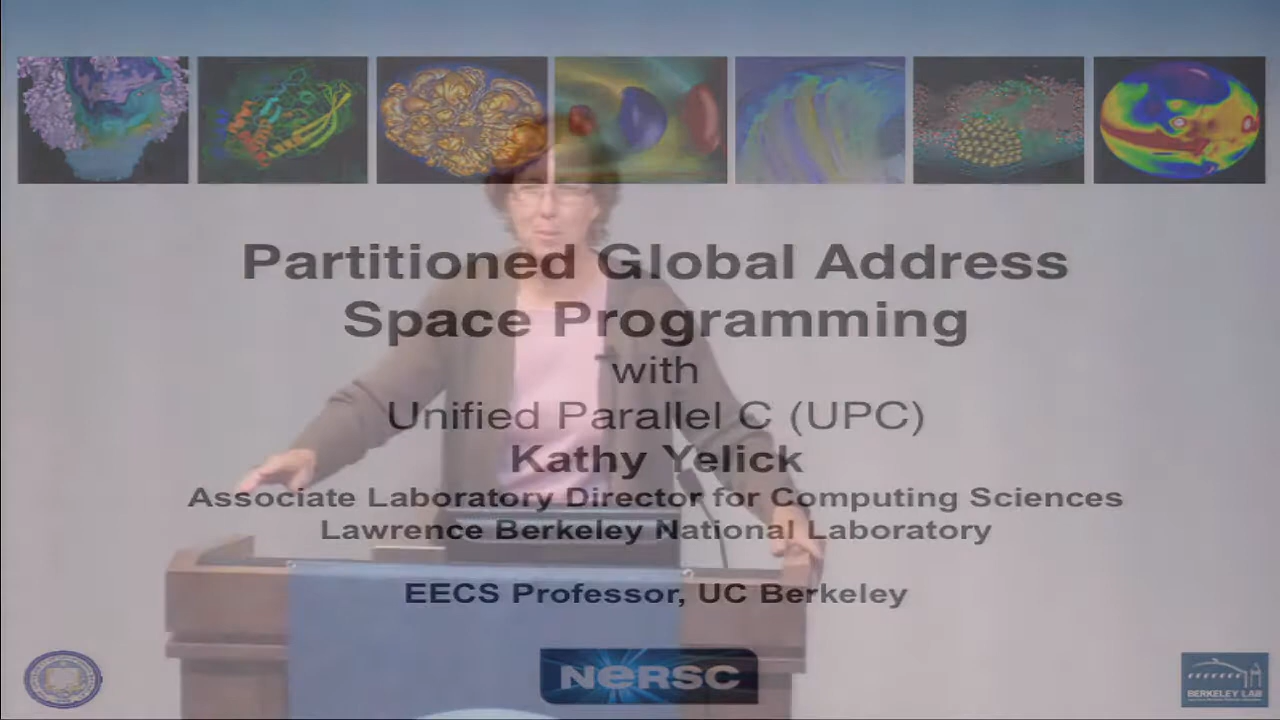 Partitioned Global Address
Space Programming
with
Unified Parallel C (UPC)
Kathy Yelick
Associate Laboratory Director for Computing Sciences
Lawrence Berkeley National Laboratory
EECS Professor, UC Berkeley
NERSC
BERKELEY LAB